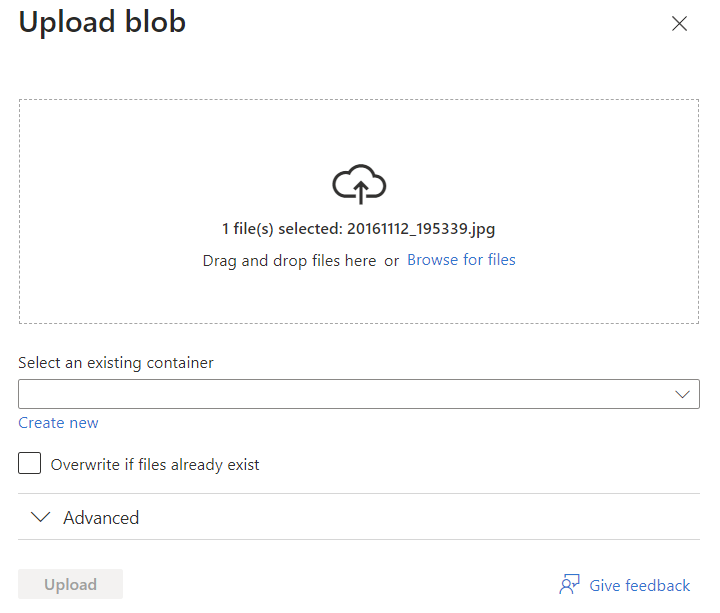 Upload blob
1 file(s) selected: 20161112_195339.jpg
Drag and drop files here or Browse for files
Select an existing container
Create new
Overwrite if files already exist
Advanced
Upload
Give feedback